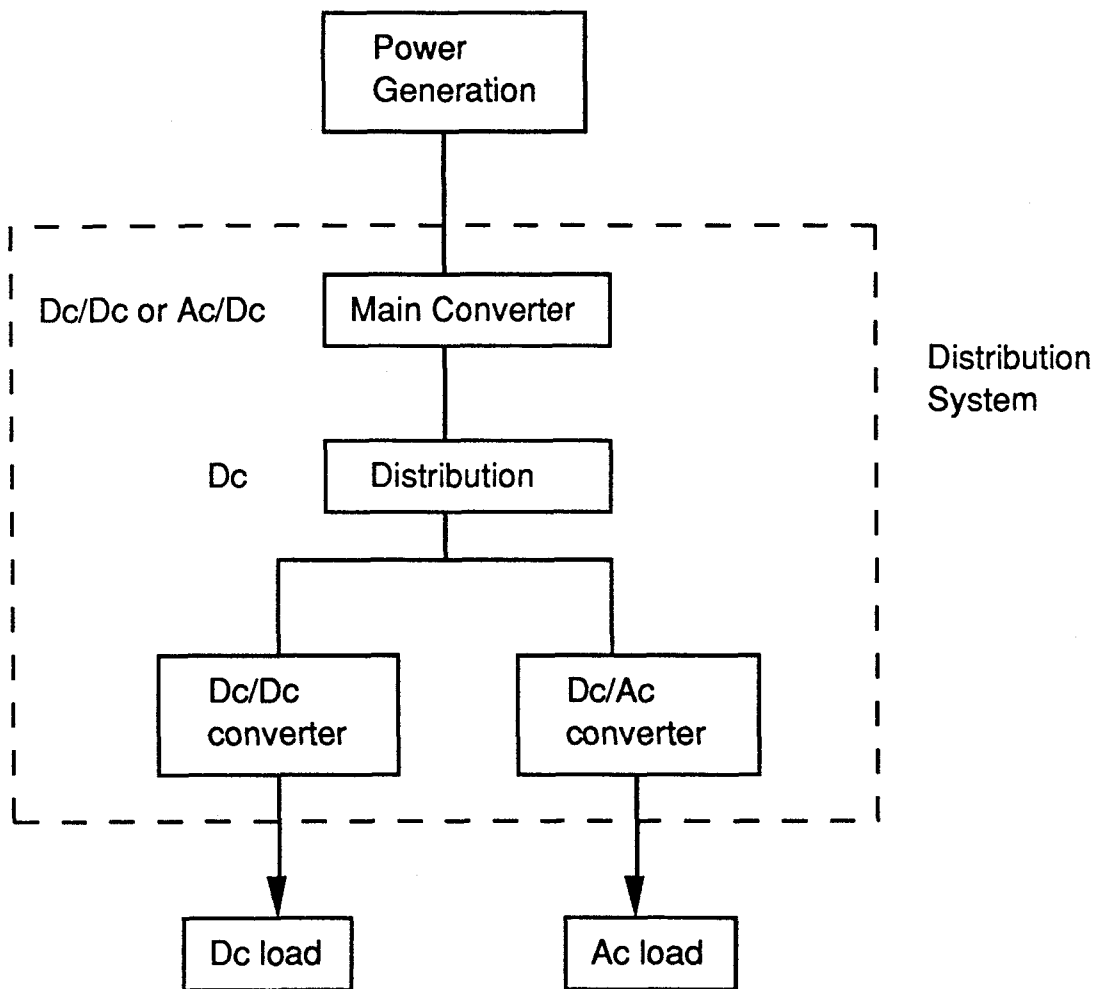 Power
Generation
Dc/Dc or Ac/Dc
Main Converter
Distribution
System
Dc
Distribution
Dc/Dc
converter
Dc/Ac
converter
Dc load
Ac load